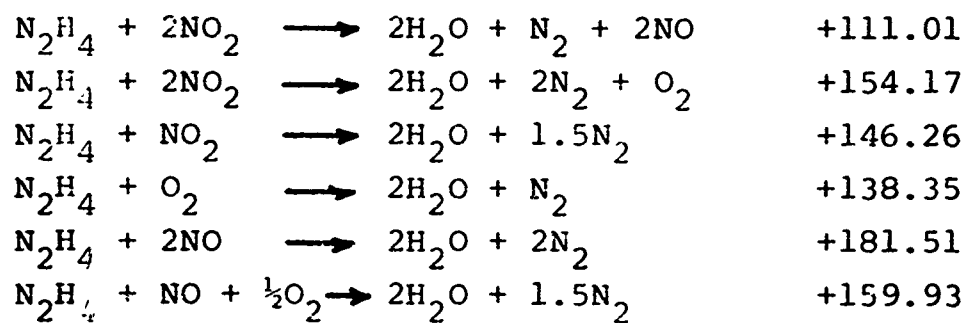 N₂H₄ + 2NO₂ ⟶ 2H₂O + N₂ + 2NO +111.01
N₂H₄ + 2NO₂ ⟶ 2H₂O + 2N₂ + O₂ +154.17
N₂H₄ + NO₂ ⟶ 2H₂O + 1.5N₂ +146.26
N₂H₄ + O₂ ⟶ 2H₂O + N₂ +138.35
N₂H₄ + 2NO ⟶ 2H₂O + 2N₂ +181.51
N₂H₄ + NO + ½O₂ ⟶ 2H₂O + 1.5N₂ +159.93